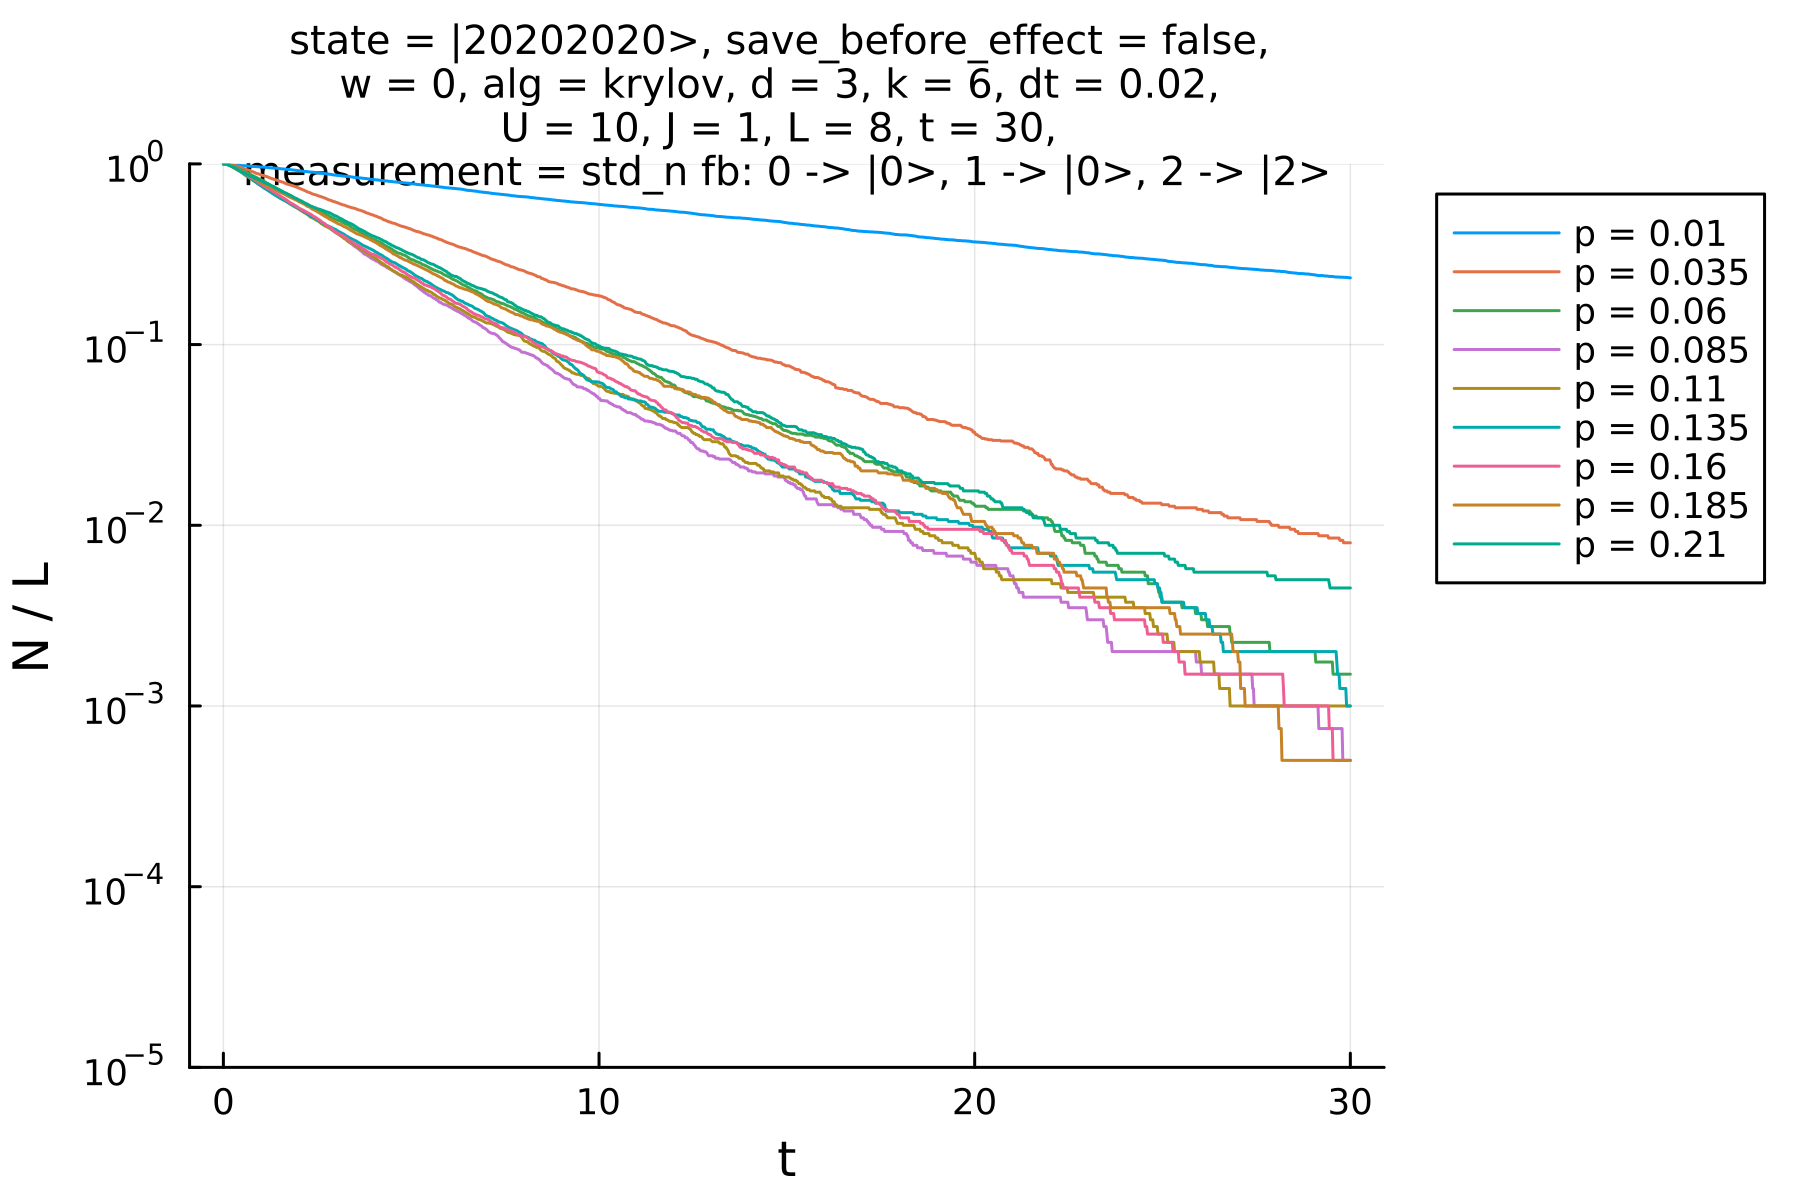 state = |20202020>, save_before_effect = false,
w = 0, alg = krylov, d = 3, k = 6, dt = 0.02,
U = 10, J = 1, L = 8, t = 30,
measurement = std_n fb: 0 -> |0>, 1 -> |0>, 2 -> |2>
10⁰
10⁻¹
10⁻²
10⁻³
10⁻⁴
10⁻⁵
N / L
0
10
20
30
t
p = 0.01
p = 0.035
p = 0.06
p = 0.085
p = 0.11
p = 0.135
p = 0.16
p = 0.185
p = 0.21